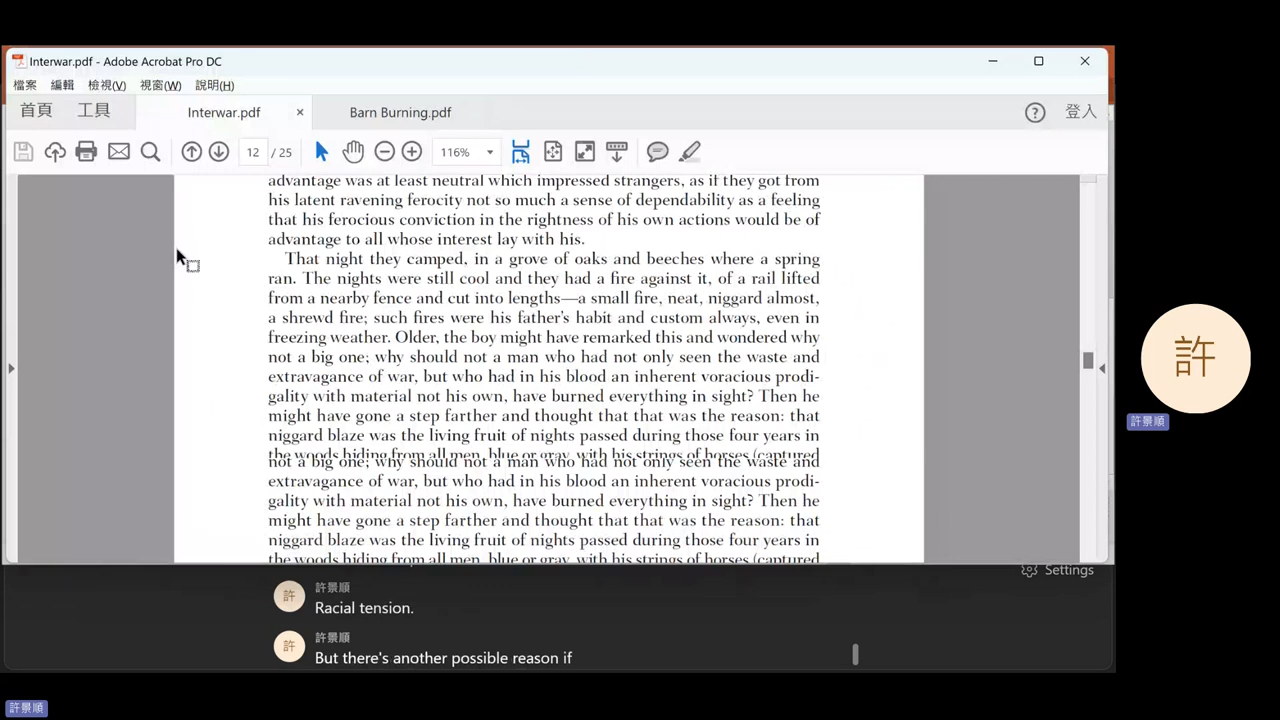 Interwar.pdf - Adobe Acrobat Pro DC
檔案 編輯 檢視(V) 視窗(W) 說明(H)
首頁 工具 Interwar.pdf × Barn Burning.pdf ? 登入
12 / 25 116%
advantage was at least neutral which impressed strangers, as if they got from
his latent ravening ferocity not so much a sense of dependability as a feeling
that his ferocious conviction in the rightness of his own actions would be of
advantage to all whose interest lay with his.
That night they camped, in a grove of oaks and beeches where a spring
ran. The nights were still cool and they had a fire against it, of a rail lifted
from a nearby fence and cut into lengths—a small fire, neat, niggard almost,
a shrewd fire; such fires were his father's habit and custom always, even in
freezing weather. Older, the boy might have remarked this and wondered why
not a big one; why should not a man who had not only seen the waste and
extravagance of war, but who had in his blood an inherent voracious prodi-
gality with material not his own, have burned everything in sight? Then he
might have gone a step farther and thought that that was the reason: that
niggard blaze was the living fruit of nights passed during those four years in
the woods hiding from all men, blue or gray, with his strings of horses (captured
not a big one; why should not a man who had not only seen the waste and
extravagance of war, but who had in his blood an inherent voracious prodi-
gality with material not his own, have burned everything in sight? Then he
might have gone a step farther and thought that that was the reason: that
niggard blaze was the living fruit of nights passed during those four years in
the woods hiding from all men, blue or gray, with his strings of horses (captured
Settings
許 許景順
Racial tension.
許 許景順
But there's another possible reason if
許
許景順
許景順